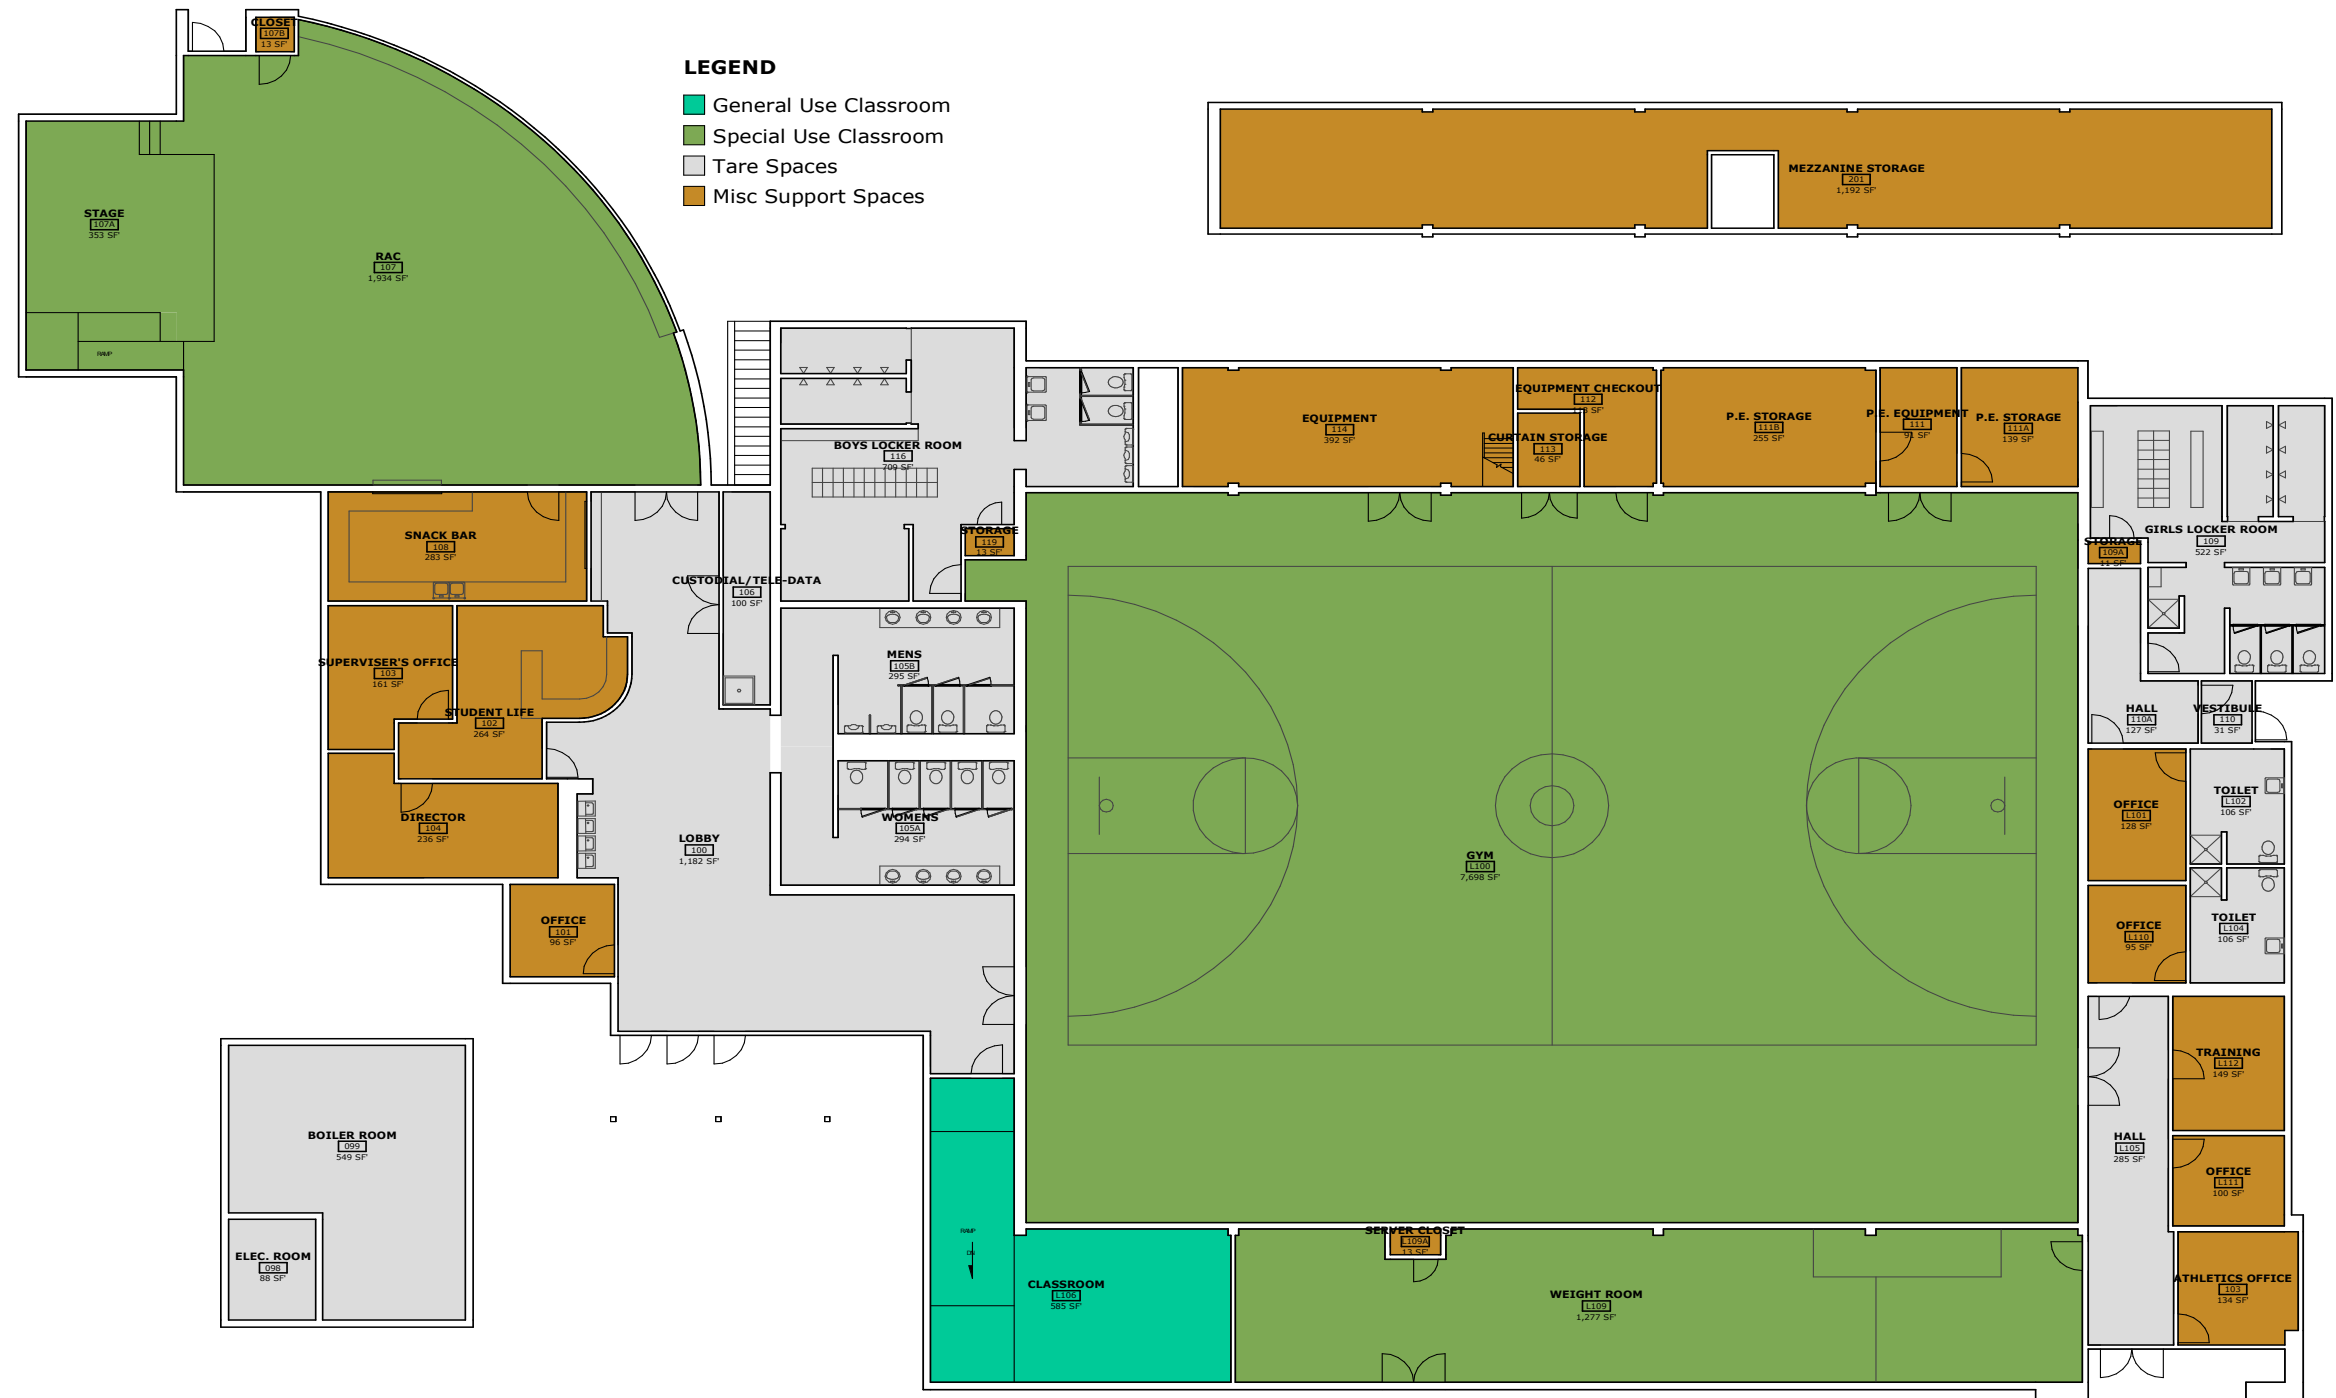 CLOSET
107B
13 SF'
LEGEND
General Use Classroom
Special Use Classroom
Tare Spaces
Misc Support Spaces
MEZZANINE STORAGE
201
1,192 SF'
STAGE
107A
353 SF'
RAC
107
1,934 SF'
RAMP
BOYS LOCKER ROOM
116
709 SF'
EQUIPMENT
114
392 SF'
EQUIPMENT CHECKOUT
112
SF'
CURTAIN STORAGE
113
46 SF'
P.E. STORAGE
111B
255 SF'
P.E. EQUIPMENT
111
91 SF'
P.E. STORAGE
111A
139 SF'
SNACK BAR
108
283 SF'
STORAGE
119
13 SF'
GIRLS LOCKER ROOM
109
522 SF'
STORAGE
109A
11 SF'
CUSTODIAL/TELE-DATA
106
100 SF'
SUPERVISER'S OFFICE
103
161 SF'
STUDENT LIFE
102
264 SF'
MENS
105B
295 SF'
HALL
110A
127 SF'
VESTIBULE
110
31 SF'
DIRECTOR
104
236 SF'
LOBBY
100
1,182 SF'
WOMENS
105A
294 SF'
GYM
L100
7,698 SF'
OFFICE
L101
128 SF'
TOILET
L102
106 SF'
OFFICE
101
96 SF'
OFFICE
L110
95 SF'
TOILET
L104
106 SF'
TRAINING
L112
149 SF'
BOILER ROOM
099
549 SF'
HALL
L105
285 SF'
OFFICE
L111
100 SF'
ELEC. ROOM
098
88 SF'
RAMP
DN
CLASSROOM
L106
585 SF'
SERVER CLOSET
L109A
13 SF'
WEIGHT ROOM
L109
1,277 SF'
ATHLETICS OFFICE
103
134 SF'